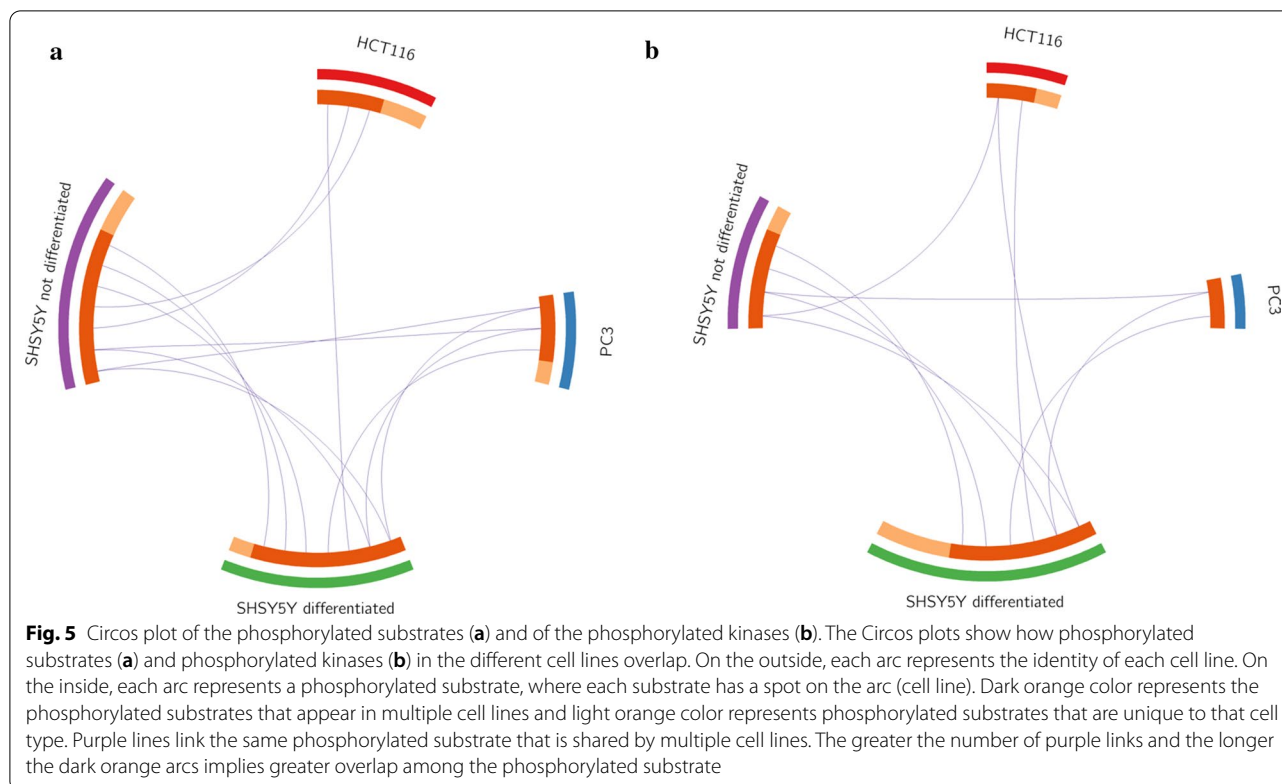 a
HCT116
SHSY5Y not differentiated
PC3
SHSY5Y differentiated
b
HCT116
SHSY5Y not differentiated
PC3
SHSY5Y differentiated
Fig. 5 Circos plot of the phosphorylated substrates (a) and of the phosphorylated kinases (b). The Circos plots show how phosphorylated
substrates (a) and phosphorylated kinases (b) in the different cell lines overlap. On the outside, each arc represents the identity of each cell line. On
the inside, each arc represents a phosphorylated substrate, where each substrate has a spot on the arc (cell line). Dark orange color represents the
phosphorylated substrates that appear in multiple cell lines and light orange color represents phosphorylated substrates that are unique to that cell
type. Purple lines link the same phosphorylated substrate that is shared by multiple cell lines. The greater the number of purple links and the longer
the dark orange arcs implies greater overlap among the phosphorylated substrate